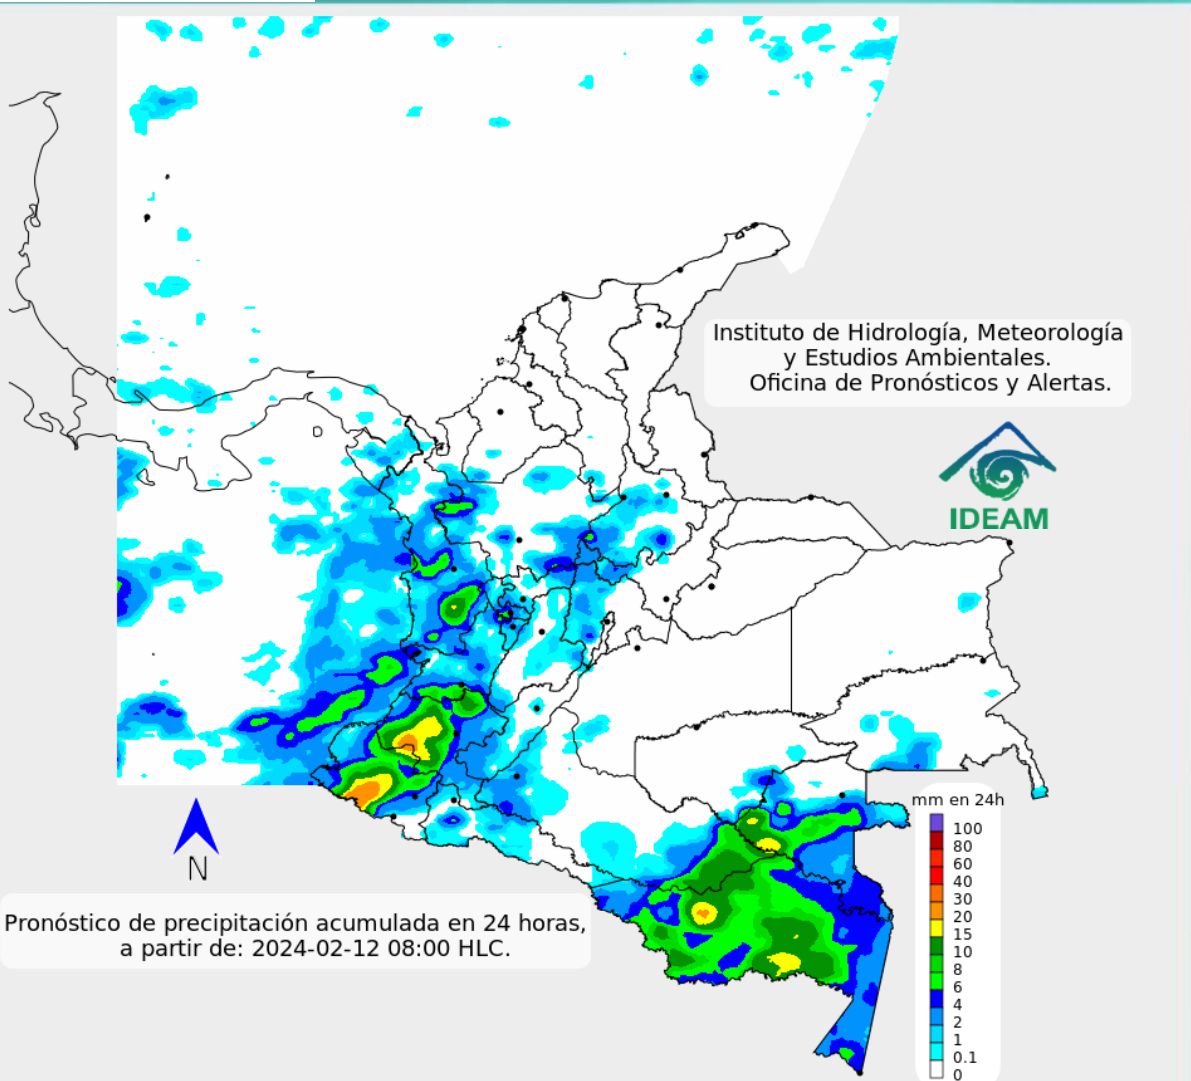 Instituto de Hidrología, Meteorología
y Estudios Ambientales.
Oficina de Pronósticos y Alertas.
IDEAM
mm en 24h
100
80
60
40
30
20
15
10
8
6
4
2
1
0.1
0
N
Pronóstico de precipitación acumulada en 24 horas,
a partir de: 2024-02-12 08:00 HLC.